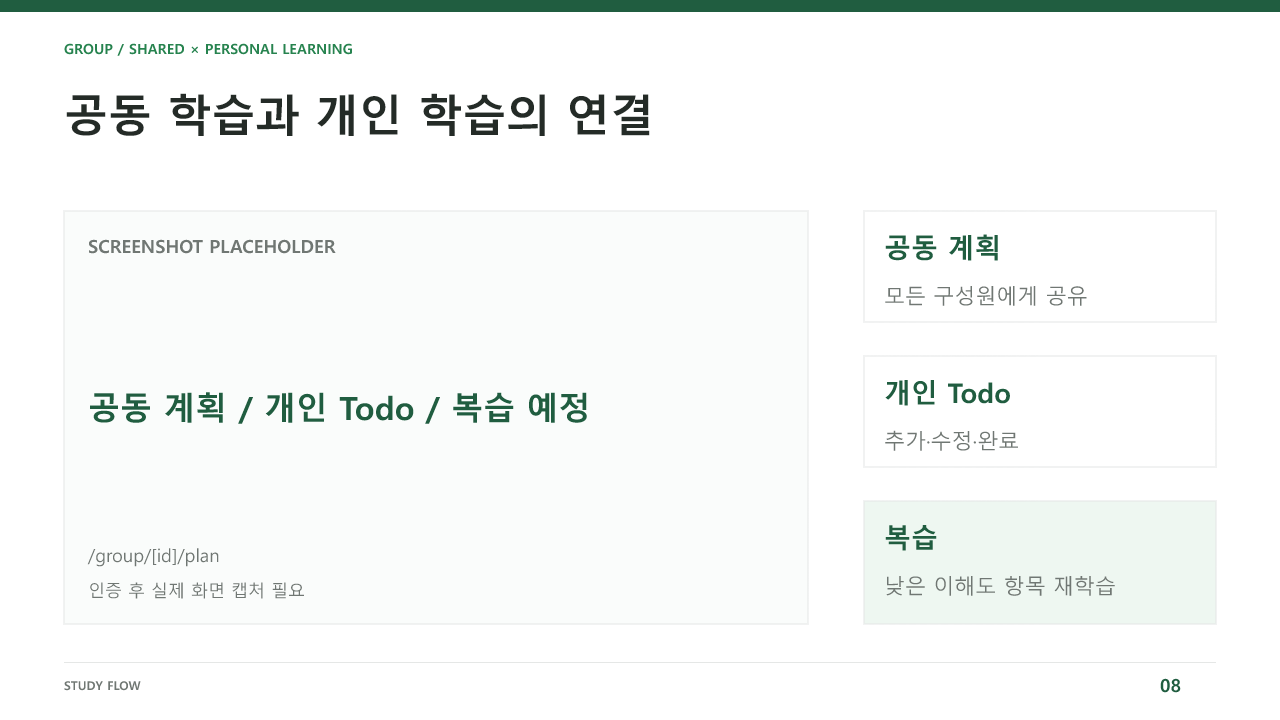 GROUP / SHARED × PERSONAL LEARNING
공동 학습과 개인 학습의 연결
SCREENSHOT PLACEHOLDER
공동 계획 / 개인 Todo / 복습 예정
/group/[id]/plan
인증 후 실제 화면 캡처 필요
공동 계획
모든 구성원에게 공유
개인 Todo
추가·수정·완료
복습
낮은 이해도 항목 재학습
STUDY FLOW
08